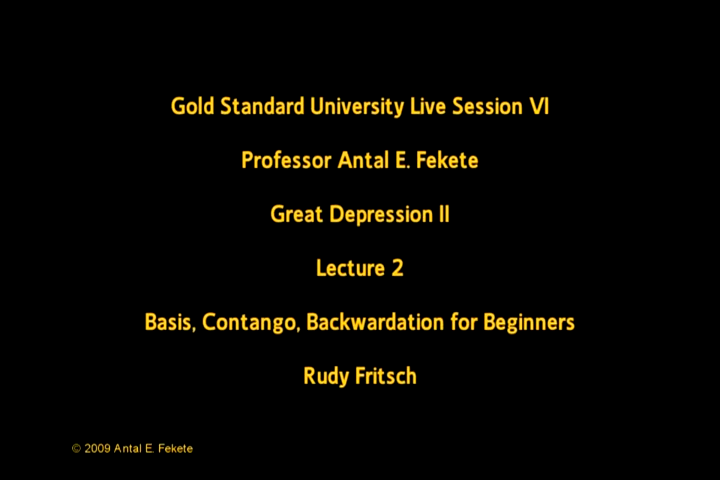 Gold Standard University Live Session VI
Professor Antal E. Fekete
Great Depression II
Lecture 2
Basis, Contango, Backwardation for Beginners
Rudy Fritsch
© 2009 Antal E. Fekete